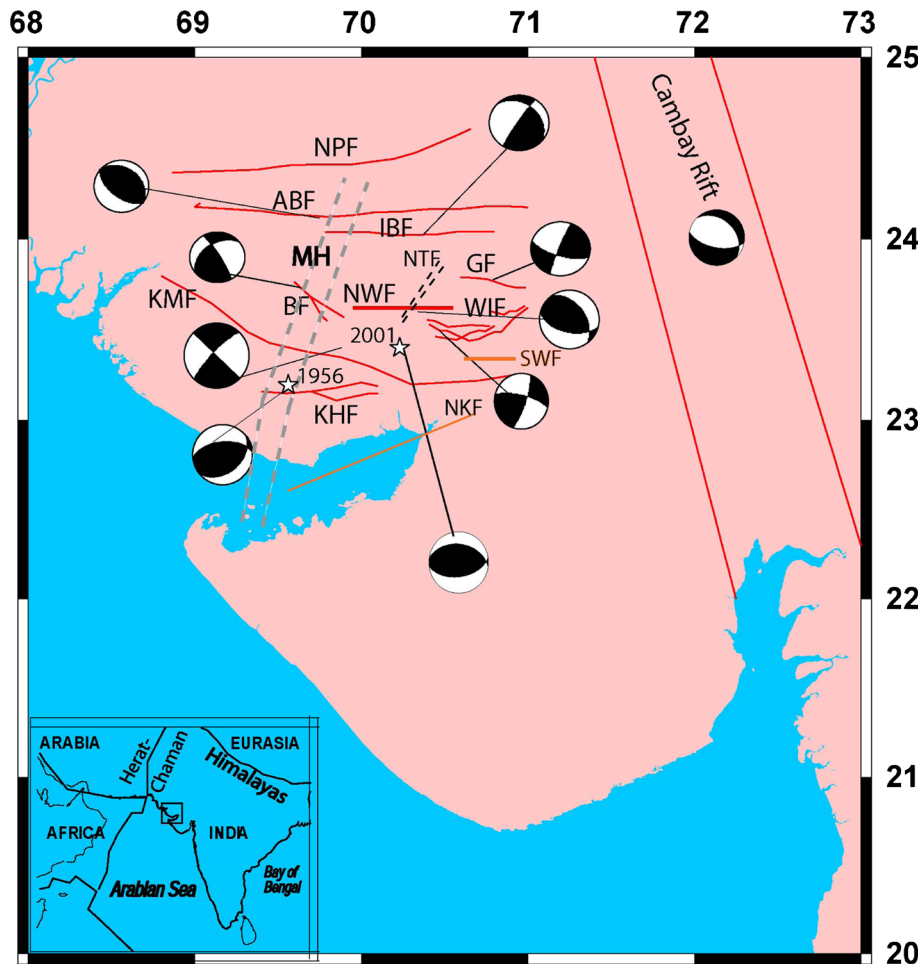 68 69 70 71 72 73
25
24
23
22
21
20
NPF
ABF
IBF
MH
NTF
GF
KMF
BF
NWF
WIF
2001
SWF
1956
KHF
NKF
Cambay Rift
ARABIA
Herat-
Chaman
EURASIA
Himalayas
AFRICA
INDIA
Arabian Sea
Bay of
Bengal